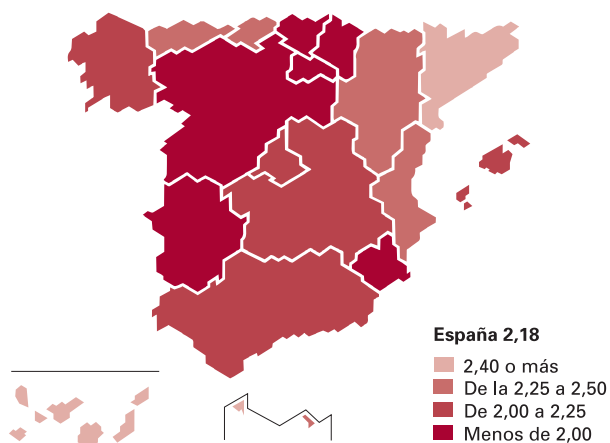 España 2,18
2,40 o más
De la 2,25 a 2,50
De 2,00 a 2,25
Menos de 2,00